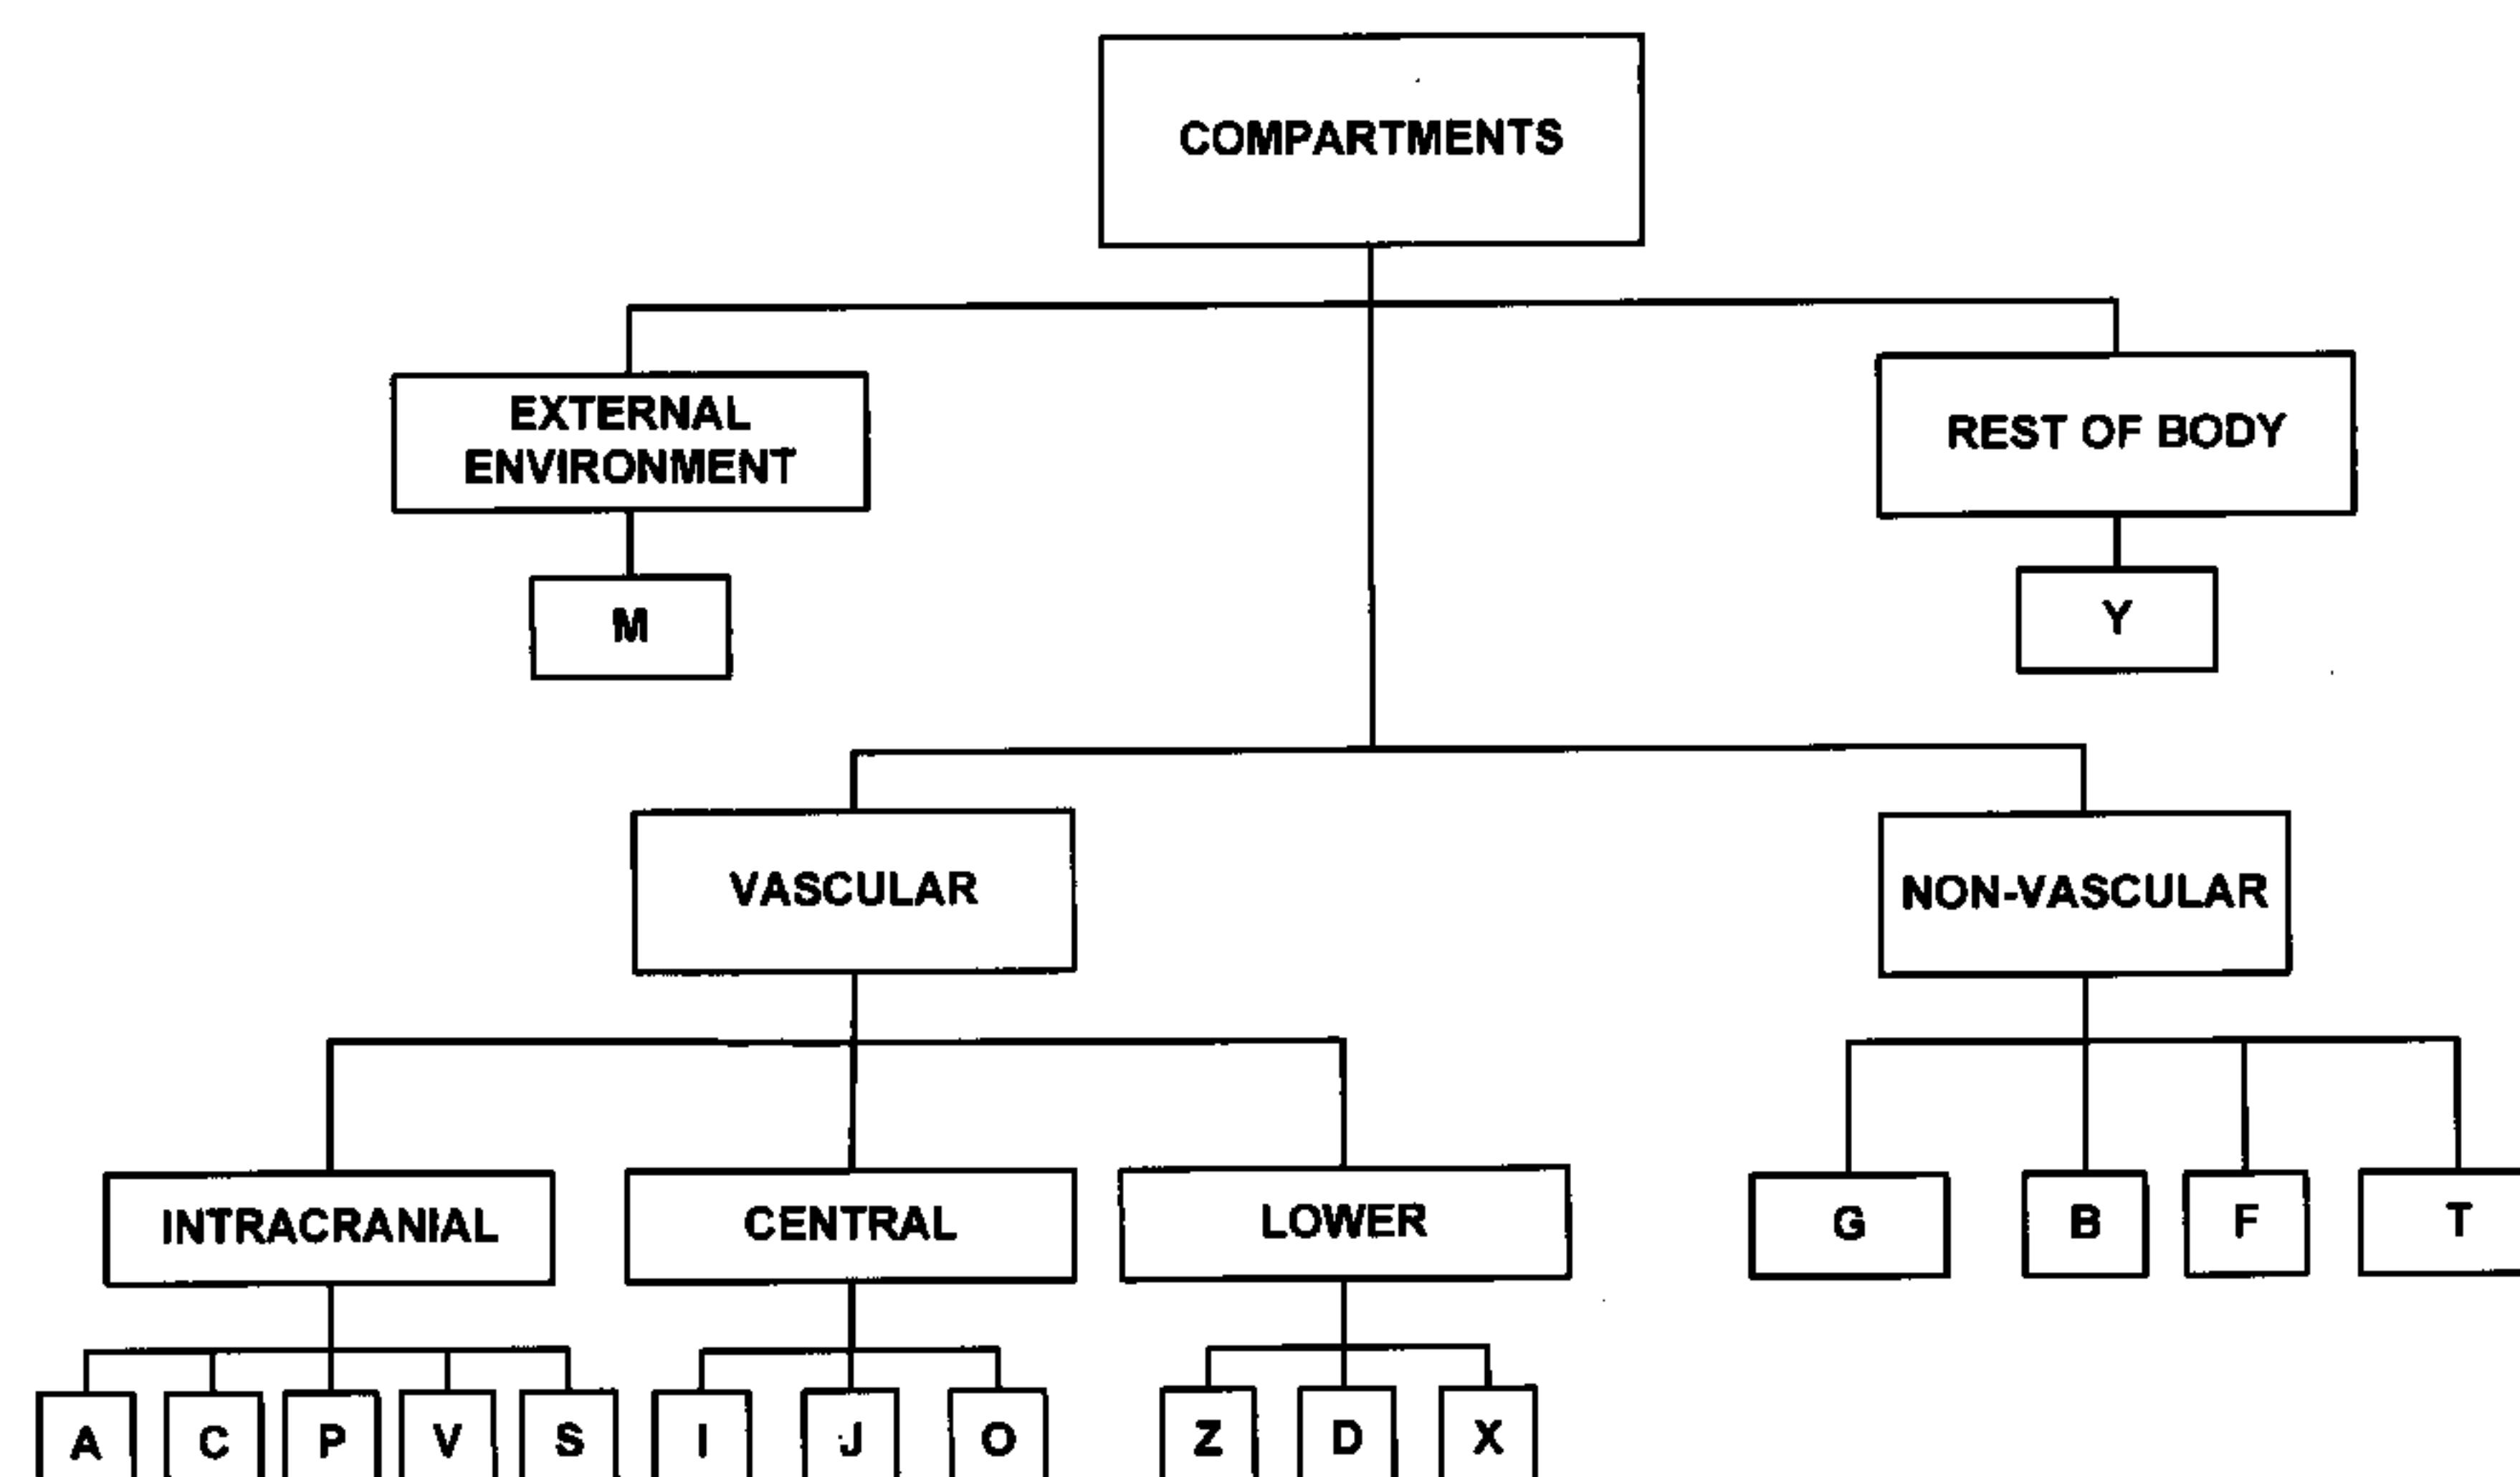 COMPARTMENTS
EXTERNAL
ENVIRONMENT
REST OF BODY
M
Y
VASCULAR
NON-VASCULAR
INTRACRANIAL
CENTRAL
LOWER
G
B
F
T
A
C
P
V
S
I
J
O
Z
D
X